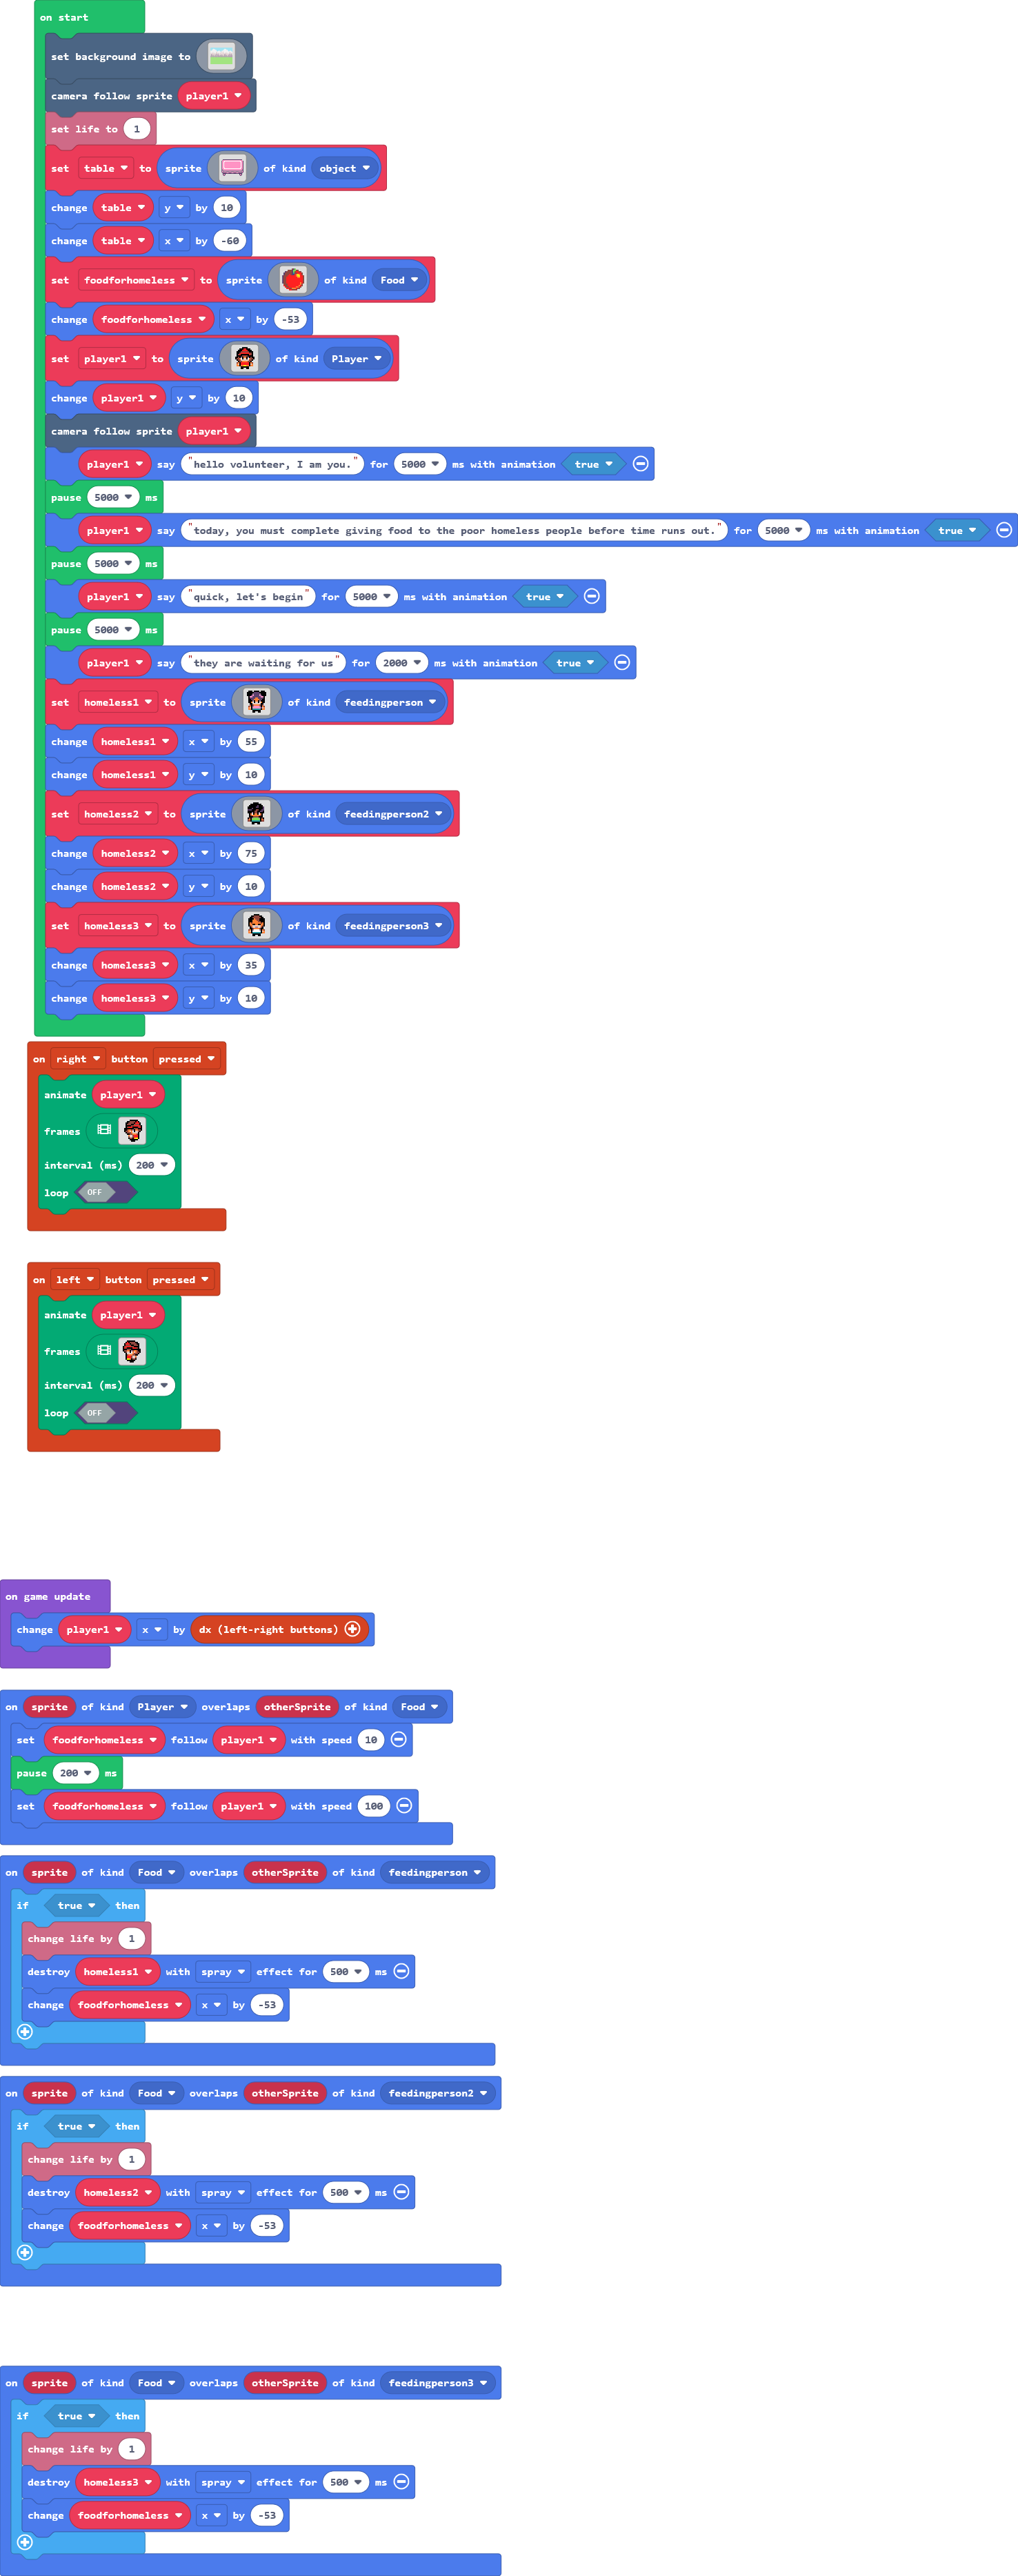 on start
set background image to
camera follow sprite player1
set life to 1
set table to sprite of kind object
change table y by 10
change table x by -60
set foodforhomeless to sprite of kind Food
change foodforhomeless x by -53
set player1 to sprite of kind Player
change player1 y by 10
camera follow sprite player1
player1 say "hello volunteer, I am you." for 5000 ms with animation true
pause 5000 ms
player1 say "today, you must complete giving food to the poor homeless people before time runs out." for 5000 ms with animation true
pause 5000 ms
player1 say "quick, let's begin" for 5000 ms with animation true
pause 5000 ms
player1 say "they are waiting for us" for 2000 ms with animation true
set homeless1 to sprite of kind feedingperson
change homeless1 x by 55
change homeless1 y by 10
set homeless2 to sprite of kind feedingperson2
change homeless2 x by 75
change homeless2 y by 10
set homeless3 to sprite of kind feedingperson3
change homeless3 x by 35
change homeless3 y by 10
on right button pressed
animate player1
frames
interval (ms) 200
loop OFF
on left button pressed
animate player1
frames
interval (ms) 200
loop OFF
on game update
change player1 x by dx (left-right buttons)
on sprite of kind Player overlaps otherSprite of kind Food
set foodforhomeless follow player1 with speed 10
pause 200 ms
set foodforhomeless follow player1 with speed 100
on sprite of kind Food overlaps otherSprite of kind feedingperson
if true then
change life by 1
destroy homeless1 with spray effect for 500 ms
change foodforhomeless x by -53
on sprite of kind Food overlaps otherSprite of kind feedingperson2
if true then
change life by 1
destroy homeless2 with spray effect for 500 ms
change foodforhomeless x by -53
on sprite of kind Food overlaps otherSprite of kind feedingperson3
if true then
change life by 1
destroy homeless3 with spray effect for 500 ms
change foodforhomeless x by -53